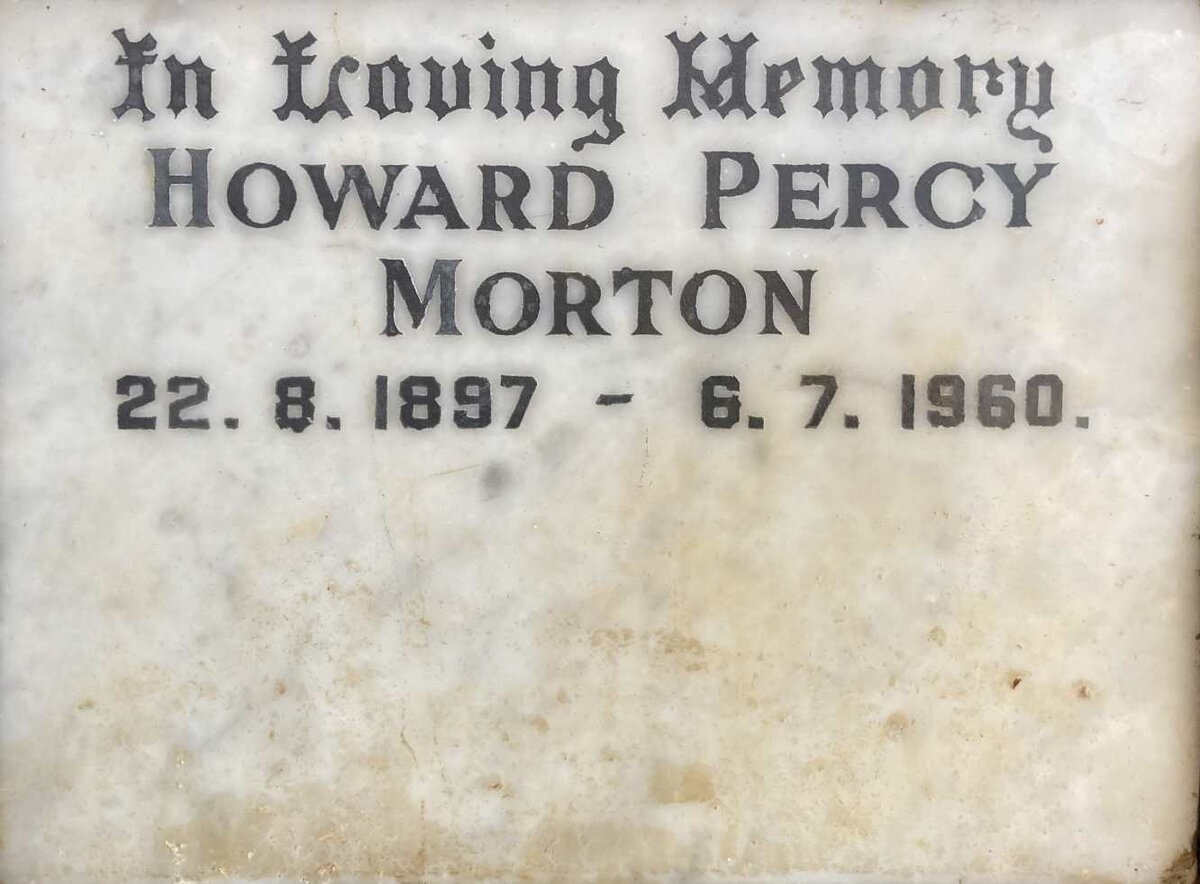 In Loving Memory
HOWARD PERCY
MORTON
22. 8. 1897 - 6. 7. 1960.